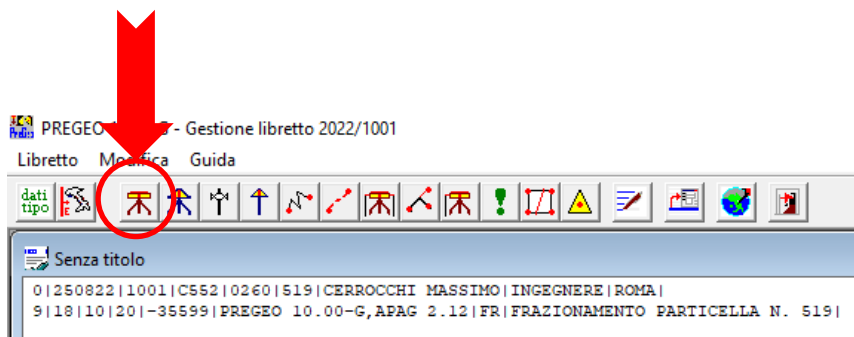 PREGEO - Gestione libretto 2022/1001
Libretto Modifica Guida
dati
tipo
Senza titolo
0|250822|1001|C552|0260|519|CERROCCHI MASSIMO|INGEGNERE|ROMA|
9|18|10|20|-35599|PREGEO 10.00-G,APAG 2.12|FR|FRAZIONAMENTO PARTICELLA N. 519|